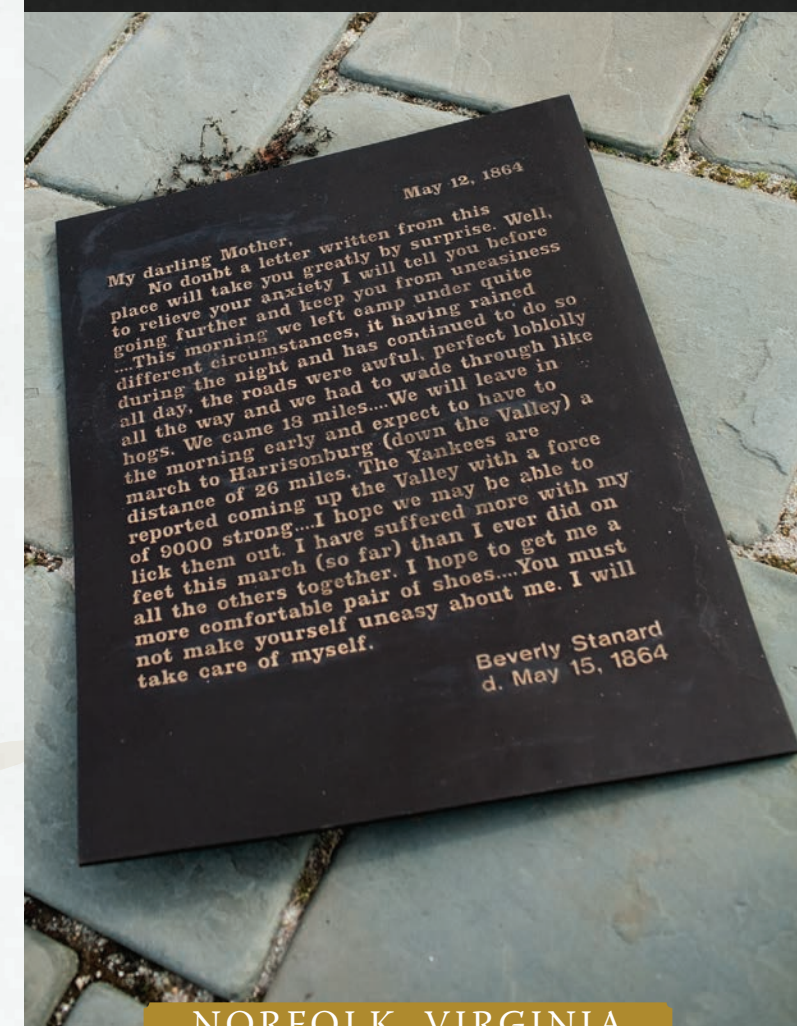 May 12, 1864
My darling Mother,
No doubt a letter written from this
place will take you greatly by surprise. Well,
to relieve your anxiety I will tell you before
going further and keep you from uneasiness
....This morning we left camp under quite
different circumstances, it having rained
during the night and has continued to do so
all day, the roads were awful, perfect loblolly
all the way and we had to wade through like
hogs. We came 18 miles....We will leave in
the morning early and expect to have to
march to Harrisonburg (down the Valley) a
distance of 26 miles. The Yankees are
reported coming up the Valley with a force
of 9000 strong....I hope we may be able to
lick them out. I have suffered more with my
feet this march (so far) than I ever did on
all the others together. I hope to get me a
more comfortable pair of shoes....You must
not make yourself uneasy about me. I will
take care of myself.
Beverly Stanard
d. May 15, 1864
NORFOLK, VIRGINIA